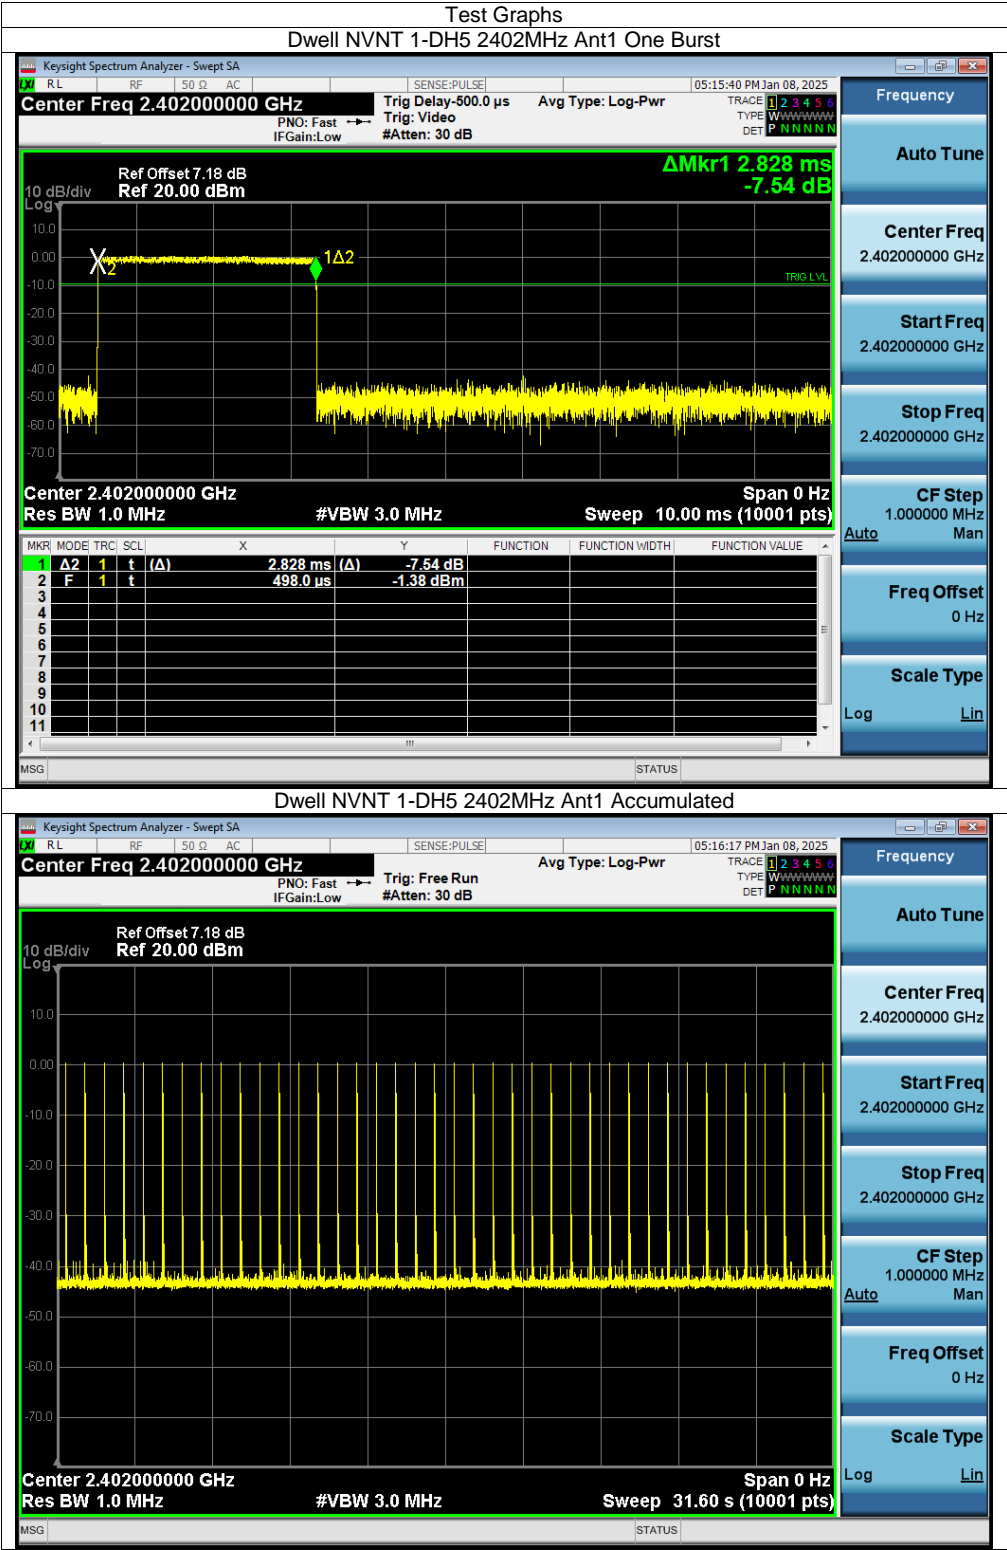 Test Graphs
Dwell NVNT 1-DH5 2402MHz Ant1 One Burst
Keysight Spectrum Analyzer - Swept SA
LXI RL RF 50 Ω AC SENSE:PULSE 05:15:40 PM Jan 08, 2025
Center Freq 2.402000000 GHz
PNO: Fast
IFGain:Low
Trig Delay-500.0 µs
Trig: Video
#Atten: 30 dB
Avg Type: Log-Pwr
TRACE 1 2 3 4 5 6
TYPE WWWWWW
DET P N N N N N
Frequency
Auto Tune
Center Freq
2.402000000 GHz
Start Freq
2.402000000 GHz
Stop Freq
2.402000000 GHz
CF Step
1.000000 MHz
Auto Man
Freq Offset
0 Hz
Scale Type
Log Lin
ΔMkr1 2.828 ms
-7.54 dB
Ref Offset 7.18 dB
10 dB/div Ref 20.00 dBm
Log
10.0
0.00
-10.0
-20.0
-30.0
-40.0
-50.0
-60.0
-70.0
2
1Δ2
TRIG LVL
Center 2.402000000 GHz Span 0 Hz
Res BW 1.0 MHz #VBW 3.0 MHz Sweep 10.00 ms (10001 pts)
MKR MODE TRC SCL X Y FUNCTION FUNCTION WIDTH FUNCTION VALUE
1 Δ2 1 t (Δ) 2.828 ms (Δ) -7.54 dB
2 F 1 t 498.0 µs -1.38 dBm
3
4
5
6
7
8
9
10
11
MSG STATUS
Dwell NVNT 1-DH5 2402MHz Ant1 Accumulated
Keysight Spectrum Analyzer - Swept SA
LXI RL RF 50 Ω AC SENSE:PULSE 05:16:17 PM Jan 08, 2025
Center Freq 2.402000000 GHz
PNO: Fast
IFGain:Low
Trig: Free Run
#Atten: 30 dB
Avg Type: Log-Pwr
TRACE 1 2 3 4 5 6
TYPE WWWWWW
DET P N N N N N
Frequency
Auto Tune
Center Freq
2.402000000 GHz
Start Freq
2.402000000 GHz
Stop Freq
2.402000000 GHz
CF Step
1.000000 MHz
Auto Man
Freq Offset
0 Hz
Scale Type
Log Lin
Ref Offset 7.18 dB
10 dB/div Ref 20.00 dBm
Log
10.0
0.00
-10.0
-20.0
-30.0
-40.0
-50.0
-60.0
-70.0
Center 2.402000000 GHz Span 0 Hz
Res BW 1.0 MHz #VBW 3.0 MHz Sweep 31.60 s (10001 pts)
MSG STATUS